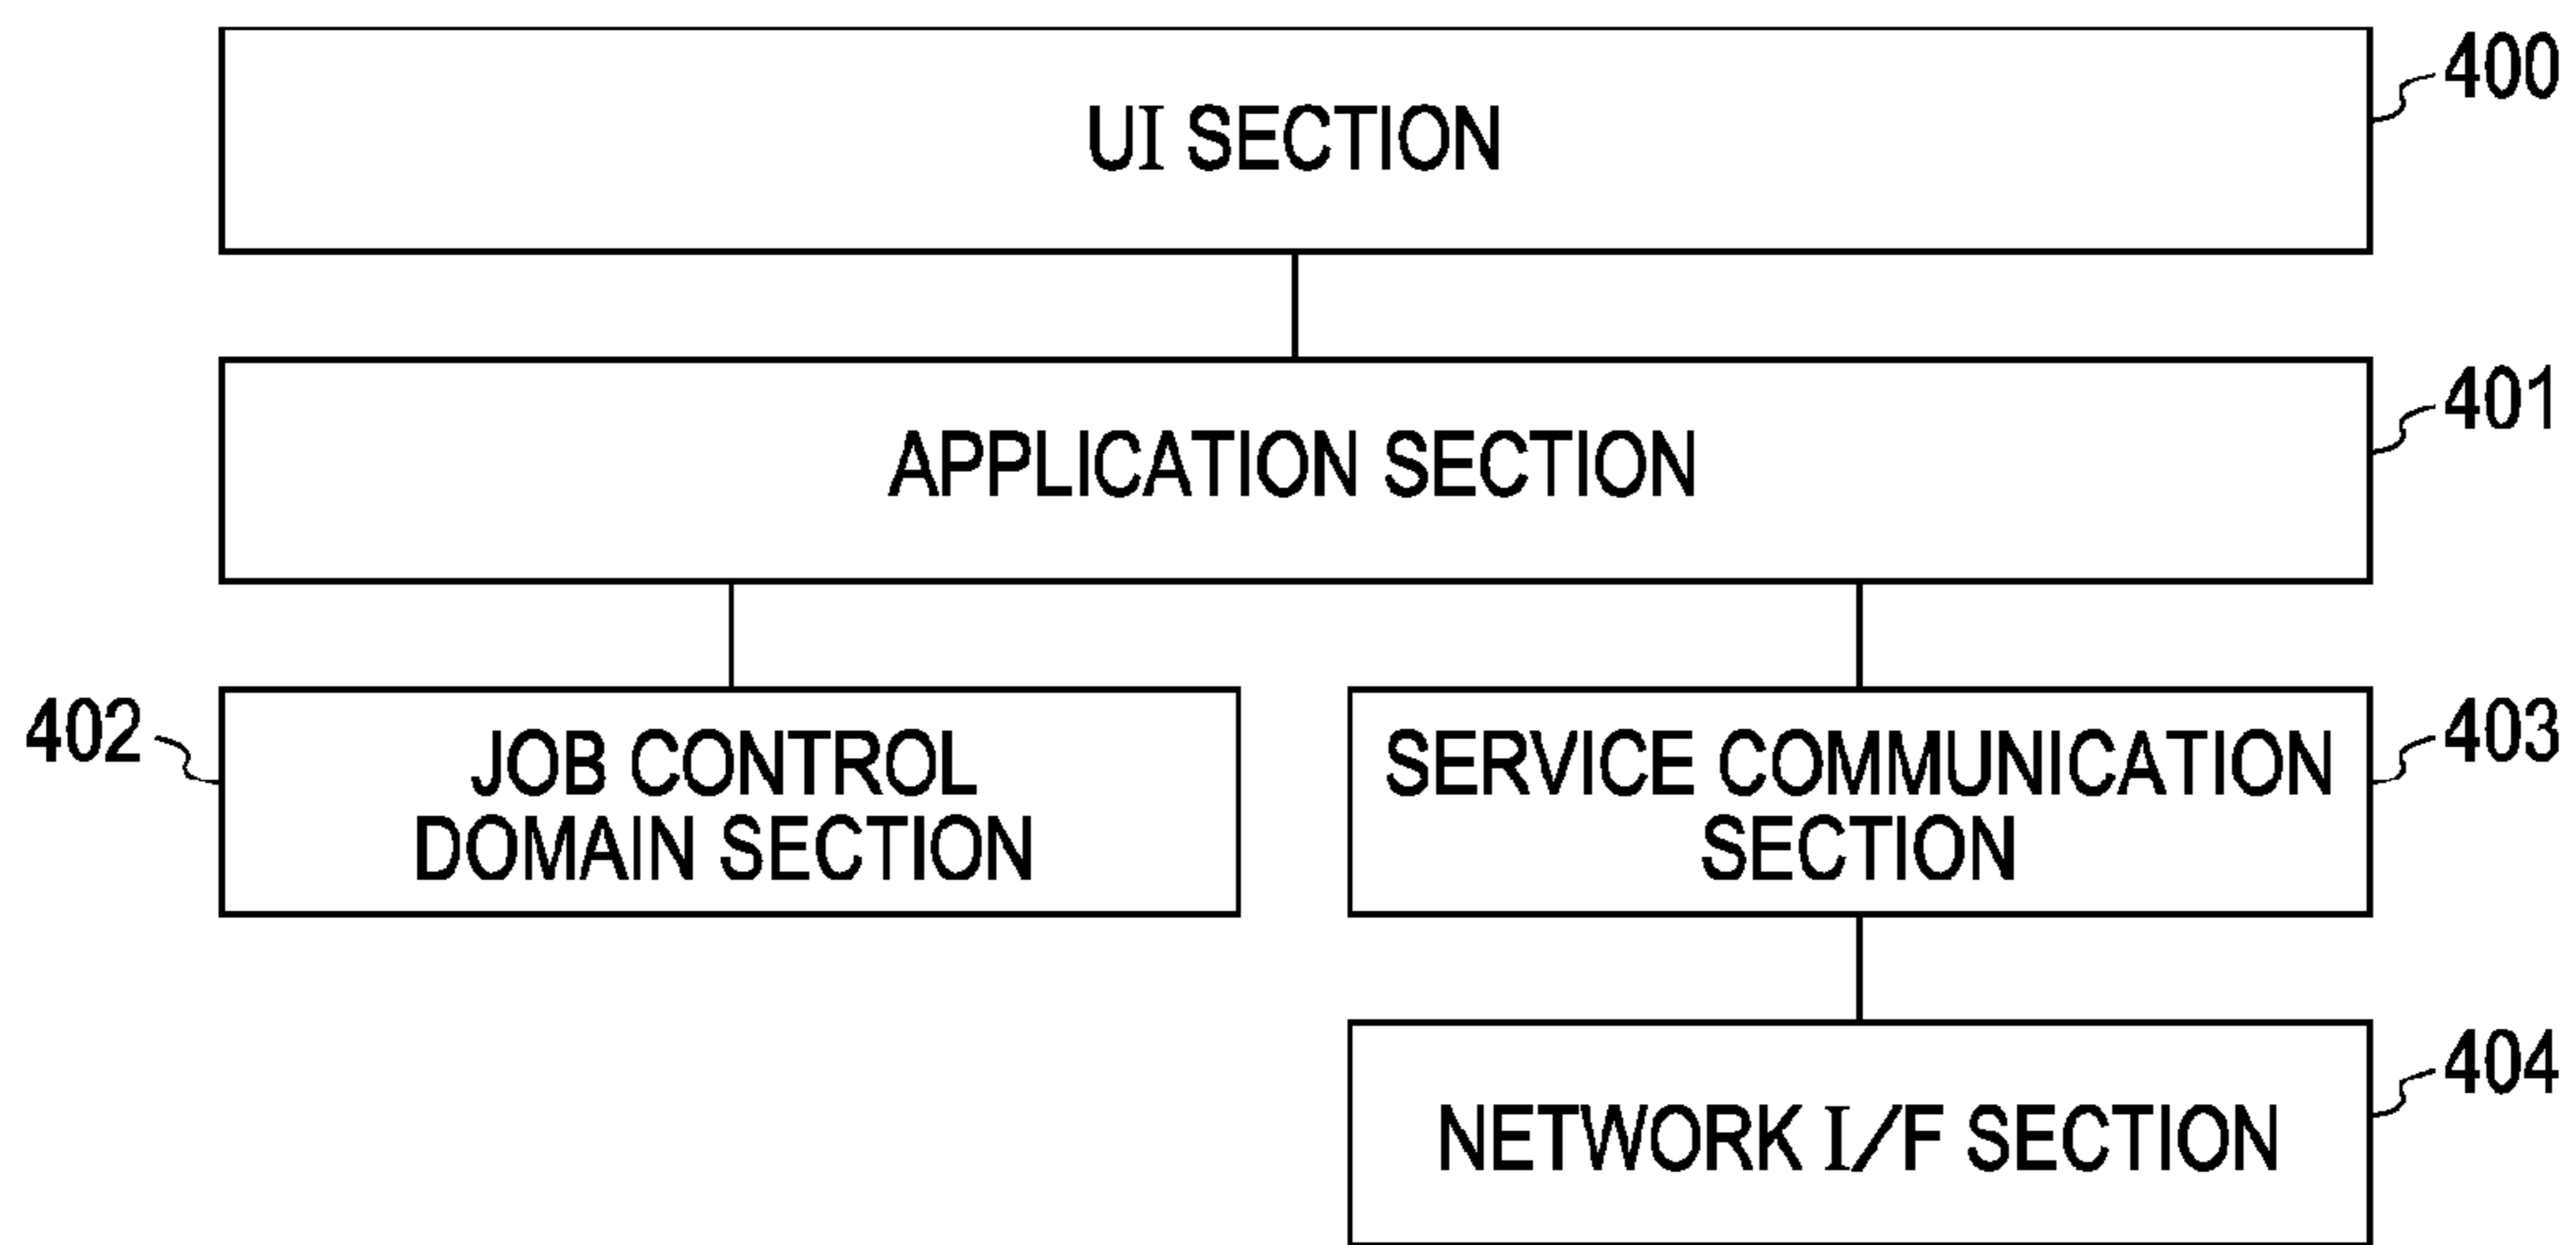 UI SECTION
400
APPLICATION SECTION
401
402
JOB CONTROL
DOMAIN SECTION
SERVICE COMMUNICATION
SECTION
403
NETWORK I/F SECTION
404